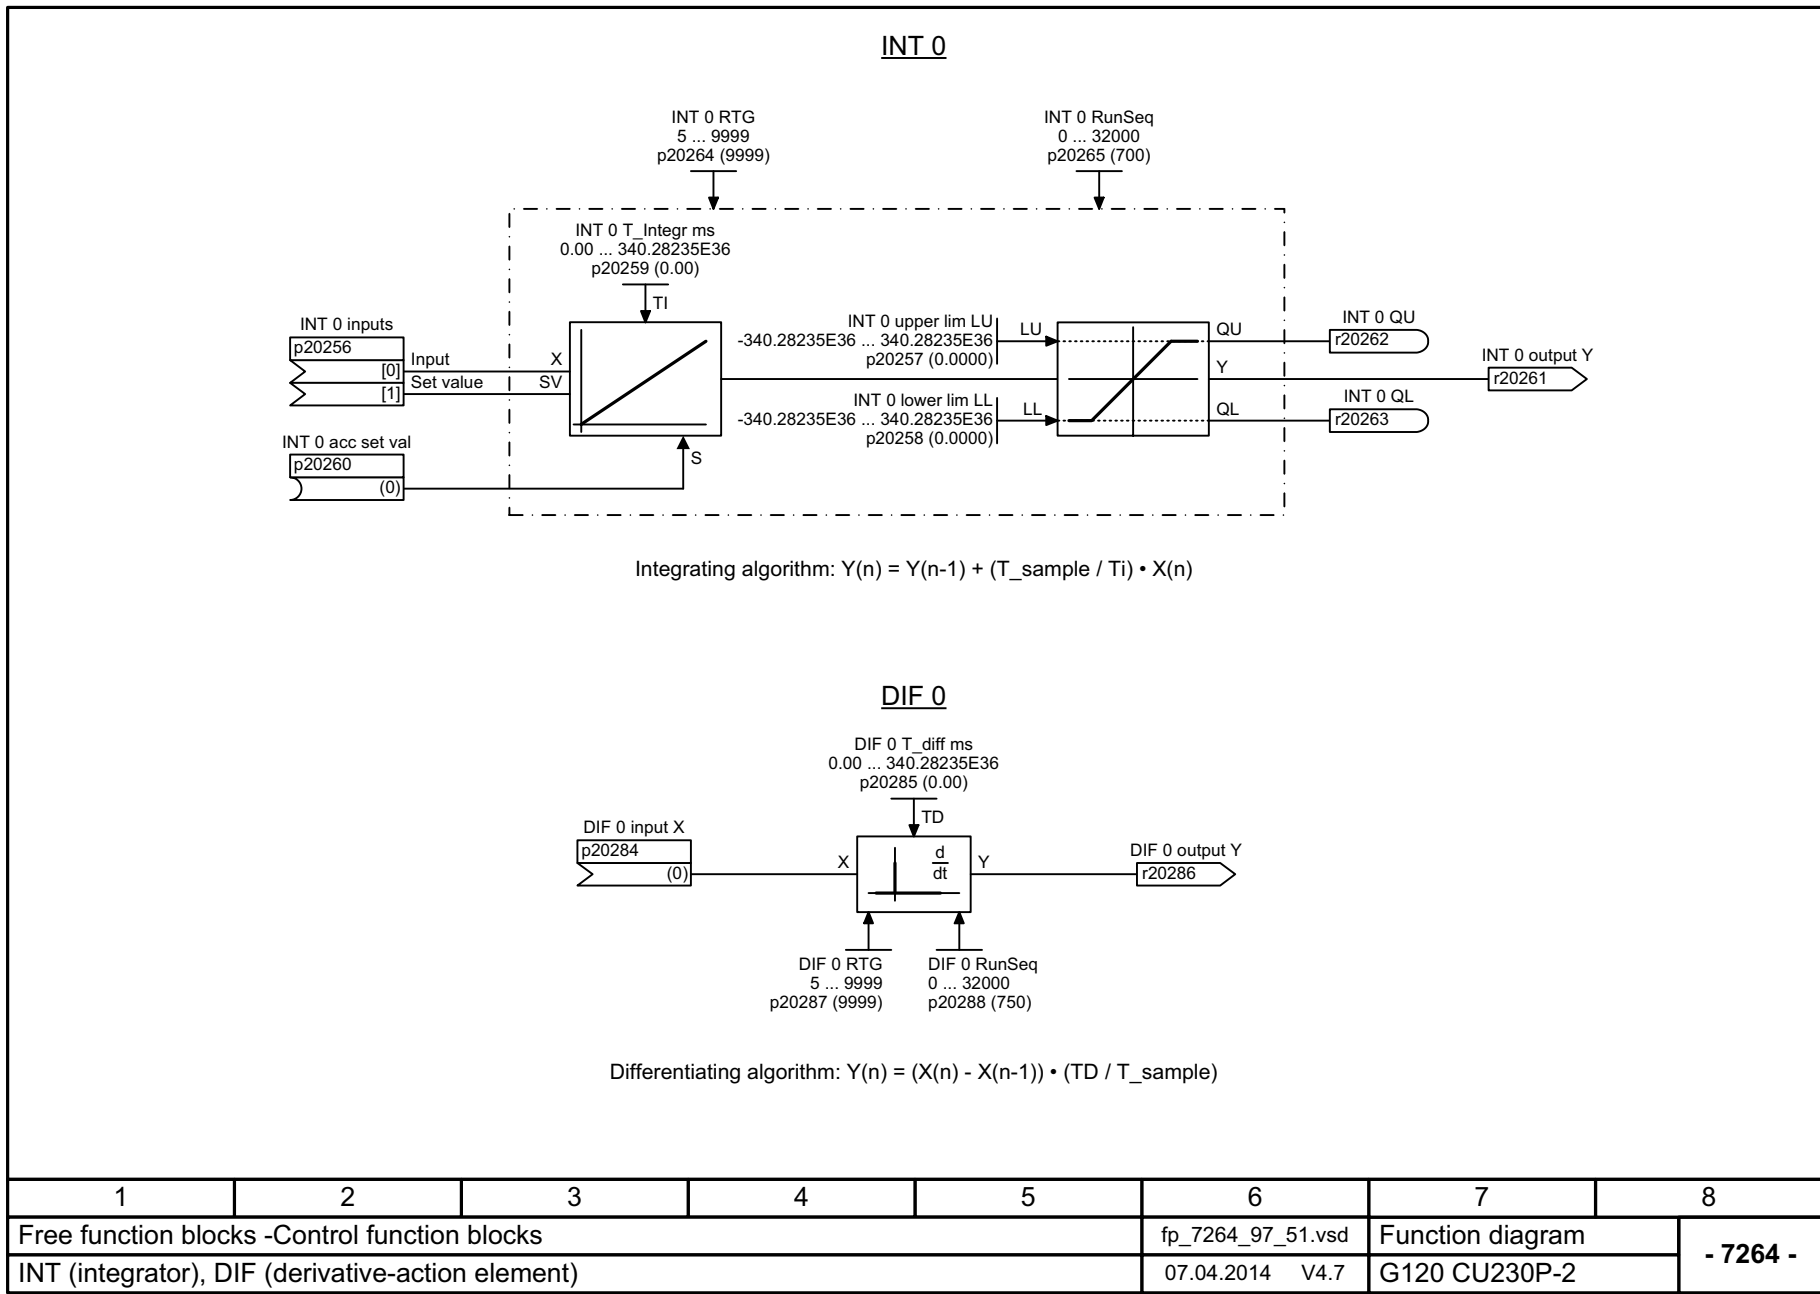 INT 0
INT 0 RTG
5 ... 9999
p20264 (9999)
INT 0 RunSeq
0 ... 32000
p20265 (700)
INT 0 T_Integr ms
0.00 ... 340.28235E36
p20259 (0.00)
TI
INT 0 inputs
p20256
[0]
[1]
Input
Set value
X
SV
INT 0 acc set val
p20260
(0)
S
INT 0 upper lim LU
-340.28235E36 ... 340.28235E36
p20257 (0.0000)
LU
INT 0 lower lim LL
-340.28235E36 ... 340.28235E36
p20258 (0.0000)
LL
QU
Y
QL
INT 0 QU
r20262
INT 0 output Y
r20261
INT 0 QL
r20263
Integrating algorithm: Y(n) = Y(n-1) + (T_sample / Ti) • X(n)
DIF 0
DIF 0 T_diff ms
0.00 ... 340.28235E36
p20285 (0.00)
TD
DIF 0 input X
p20284
(0)
X
d
dt
Y
DIF 0 output Y
r20286
DIF 0 RTG
5 ... 9999
p20287 (9999)
DIF 0 RunSeq
0 ... 32000
p20288 (750)
Differentiating algorithm: Y(n) = (X(n) - X(n-1)) • (TD / T_sample)
1 2 3 4 5 6 7 8
Free function blocks -Control function blocks
fp_7264_97_51.vsd
Function diagram
- 7264 -
INT (integrator), DIF (derivative-action element)
07.04.2014 V4.7
G120 CU230P-2